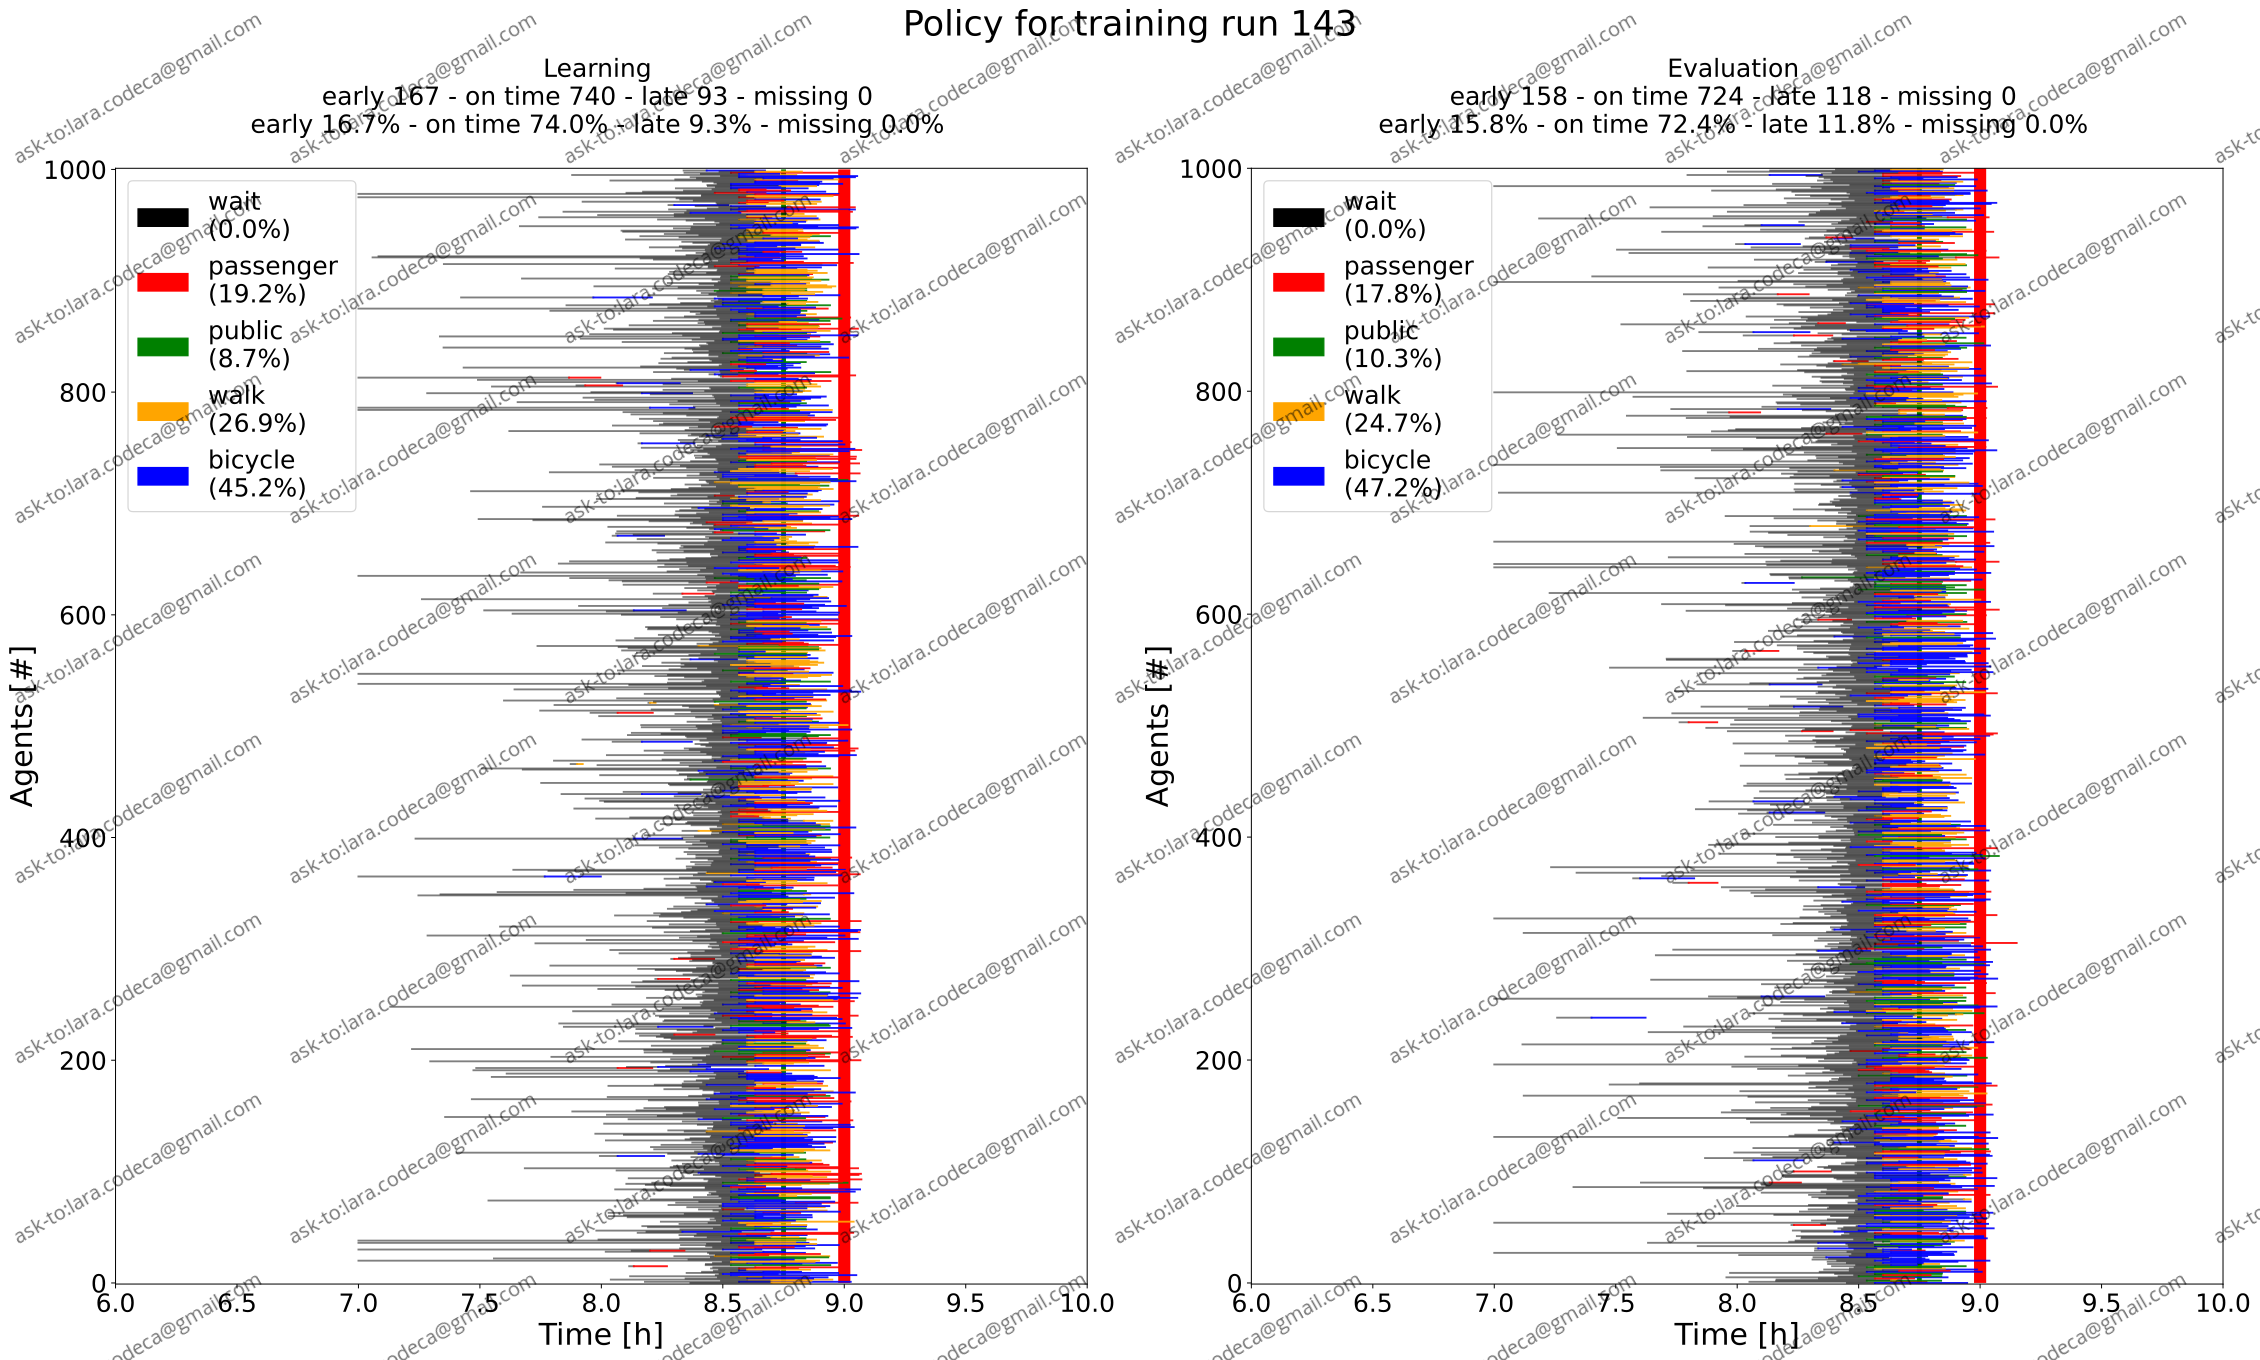 Policy for training run 143
Learning
early 167 - on time 740 - late 93 - missing 0
early 16.7% - on time 74.0% - late 9.3% - missing 0.0%
1000
800
600
400
200
0
Agents [#]
wait
(0.0%)
passenger
(19.2%)
public
(8.7%)
walk
(26.9%)
bicycle
(45.2%)
6.0 6.5 7.0 7.5 8.0 8.5 9.0 9.5 10.0
Time [h]
Evaluation
early 158 - on time 724 - late 118 - missing 0
early 15.8% - on time 72.4% - late 11.8% - missing 0.0%
1000
800
600
400
200
0
Agents [#]
wait
(0.0%)
passenger
(17.8%)
public
(10.3%)
walk
(24.7%)
bicycle
(47.2%)
6.0 6.5 7.0 7.5 8.0 8.5 9.0 9.5 10.0
Time [h]
ask-to:lara.codeca@gmail.com